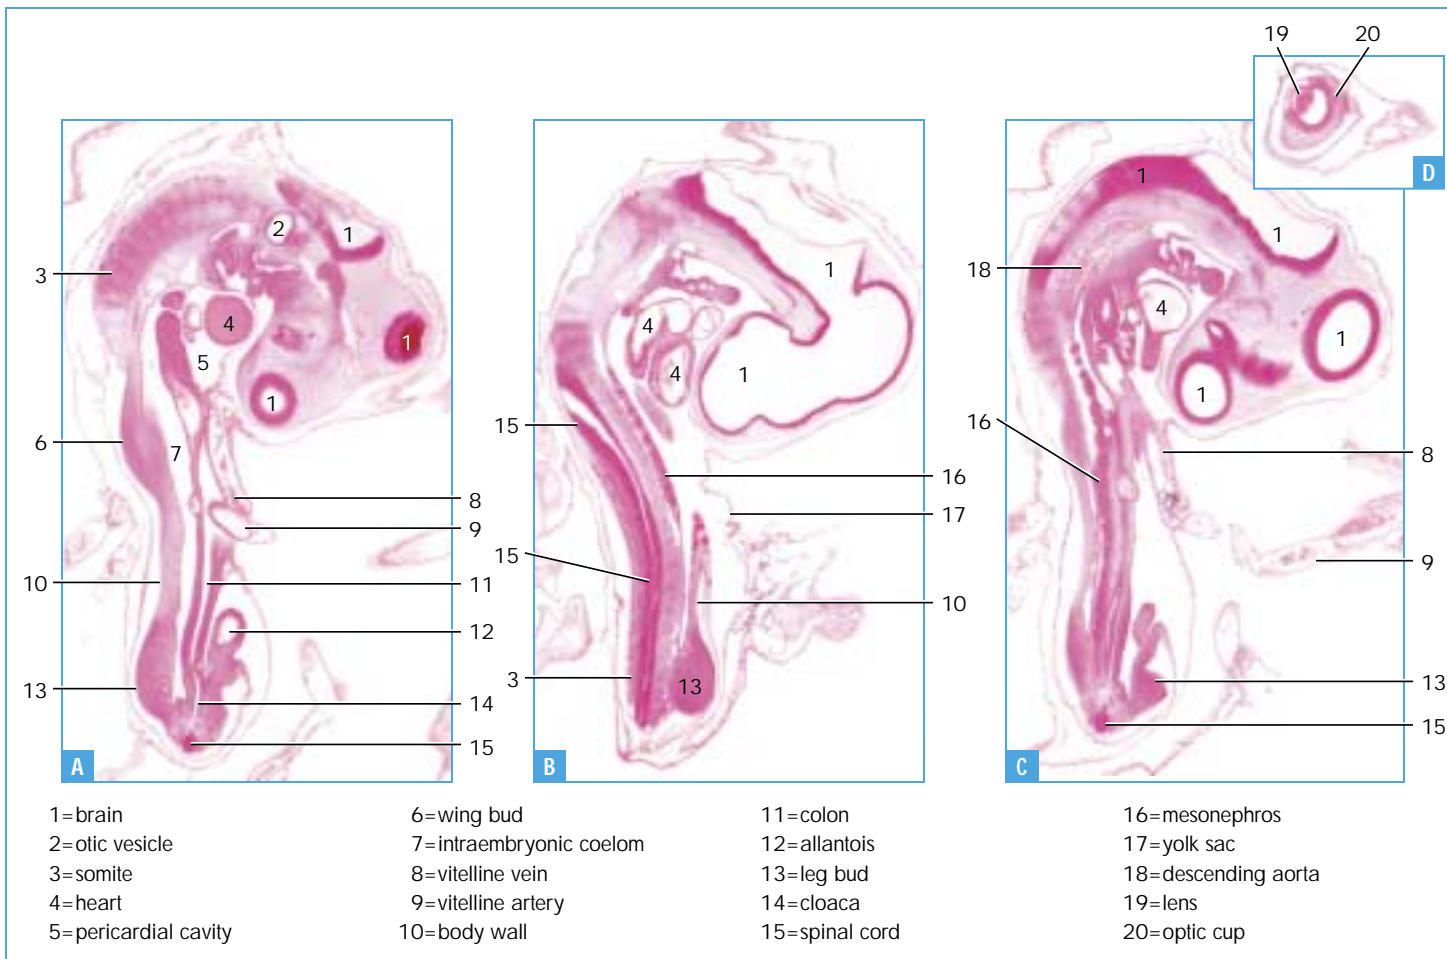 19 20
D
1
2
1
3
4
1
5
1
6
7
8
9
10
11
12
13
14
15
A
1
4
4
1
15
16
17
15
10
3
13
B
1
1
18
4
1
1
16
8
9
13
15
C
1=brain
2=otic vesicle
3=somite
4=heart
5=pericardial cavity
6=wing bud
7=intraembryonic coelom
8=vitelline vein
9=vitelline artery
10=body wall
11=colon
12=allantois
13=leg bud
14=cloaca
15=spinal cord
16=mesonephros
17=yolk sac
18=descending aorta
19=lens
20=optic cup